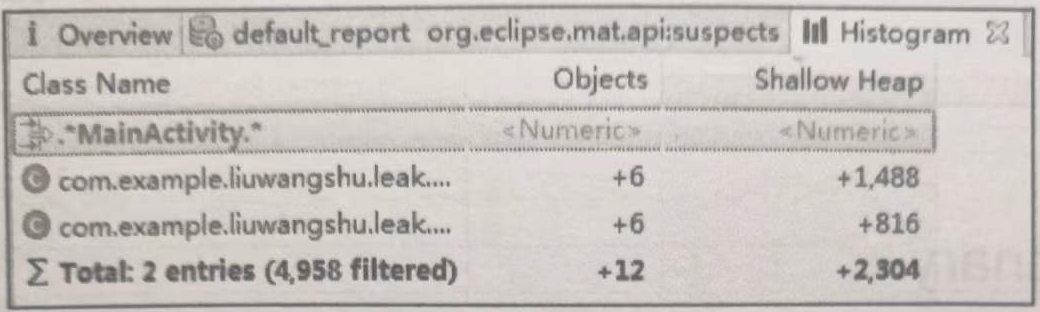 i Overview default_report org.eclipse.mat.api:suspects Histogram
Class Name Objects Shallow Heap
.*MainActivity.* <Numeric> <Numeric>
C com.example.liuwangshu.leak.... +6 +1,488
C com.example.liuwangshu.leak.... +6 +816
Σ Total: 2 entries (4,958 filtered) +12 +2,304